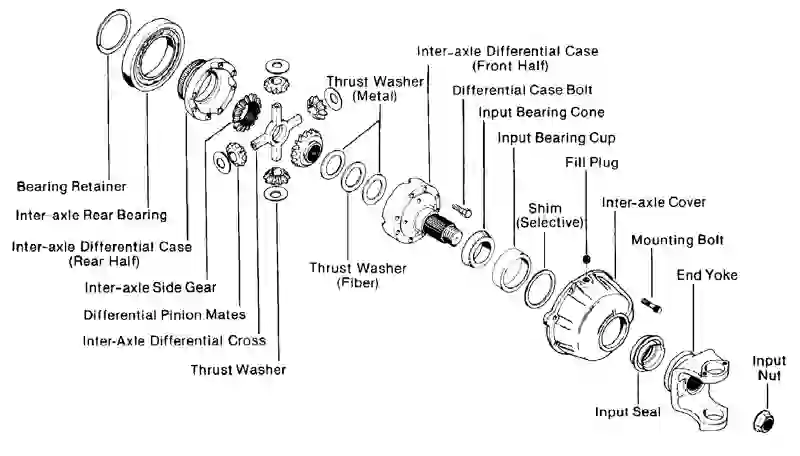 Inter-axle Differential Case
(Front Half)
Thrust Washer
(Metal)
Differential Case Bolt
Input Bearing Cone
Input Bearing Cup
Fill Plug
Bearing Retainer
Inter-axle Rear Bearing
Inter-axle Differential Case
(Rear Half)
Inter-axle Side Gear
Differential Pinion Mates
Inter-Axle Differential Cross
Thrust Washer
Thrust Washer
(Fiber)
Shim
(Selective)
Inter-axle Cover
Mounting Bolt
End Yoke
Input Seal
Input
Nut